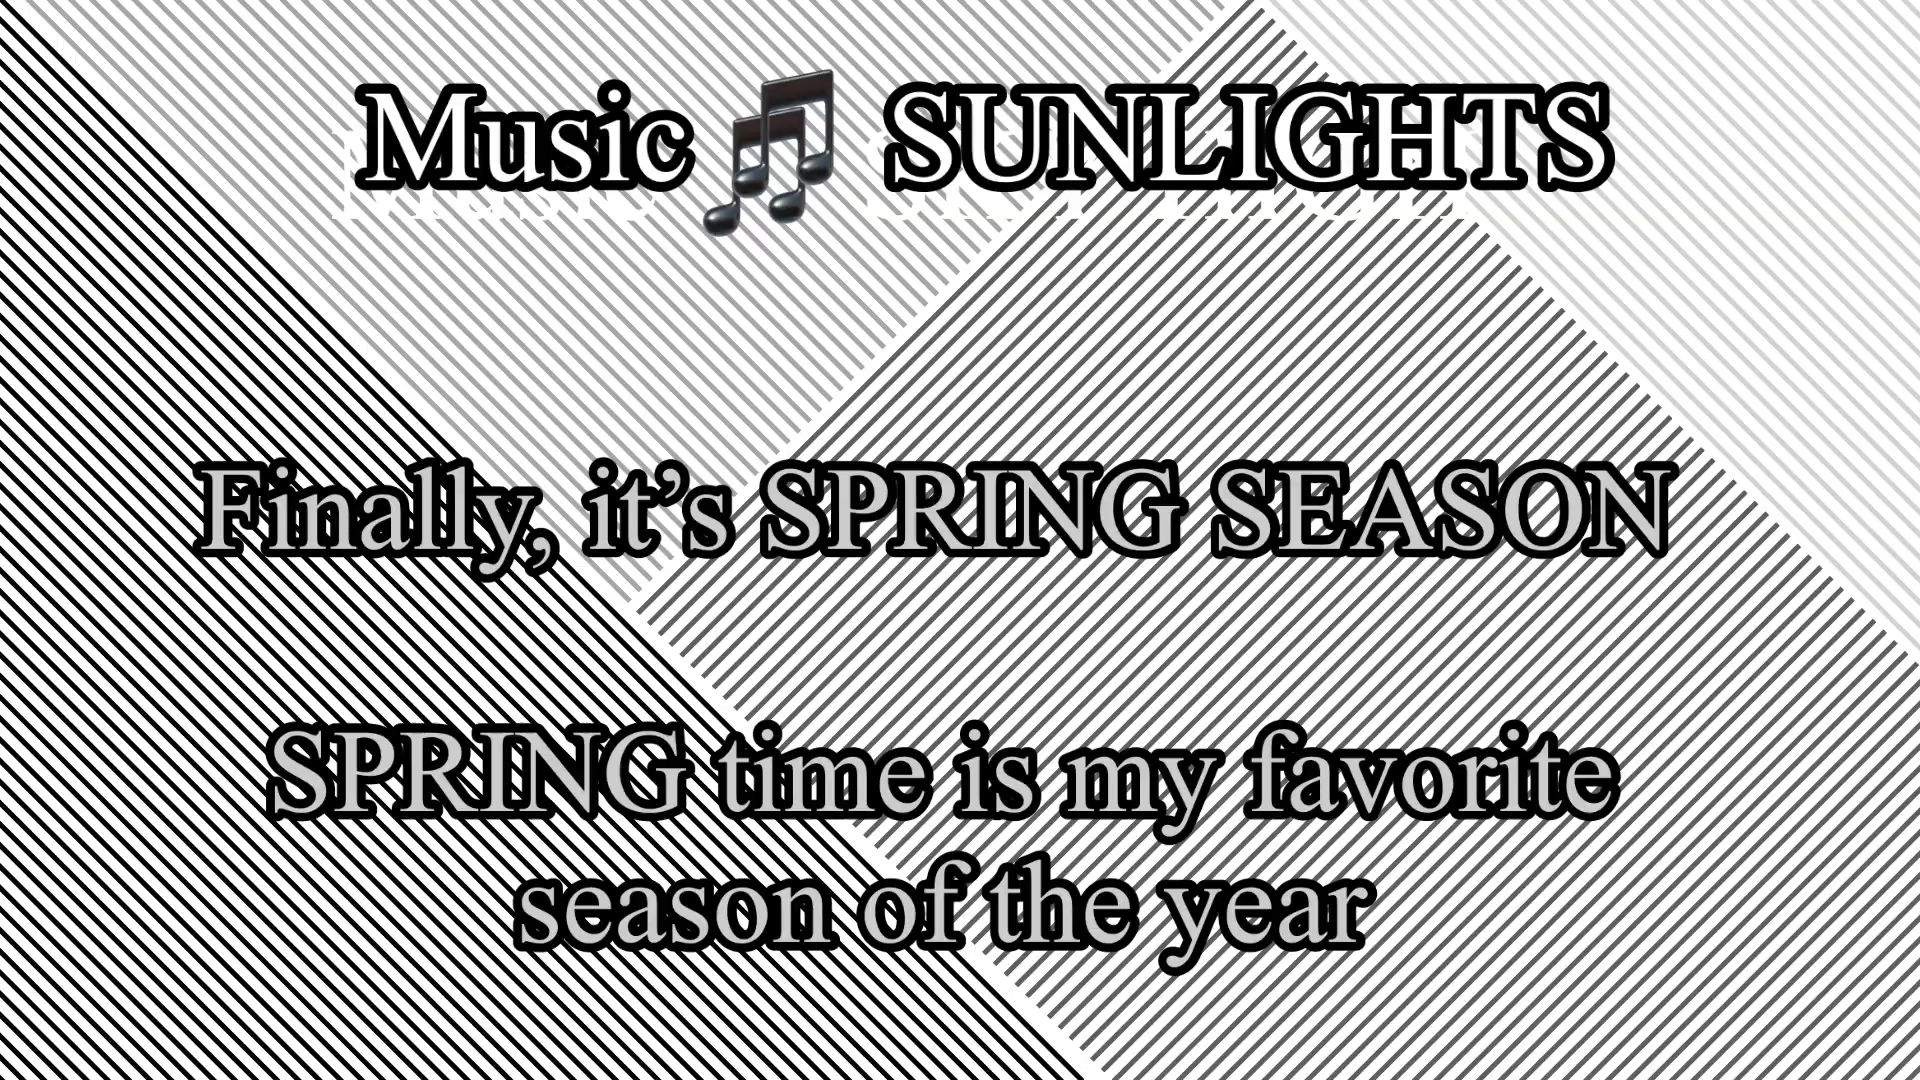 Music 🎵 SUNLIGHTS
Finally, it’s SPRING SEASON
SPRING time is my favorite
season of the year